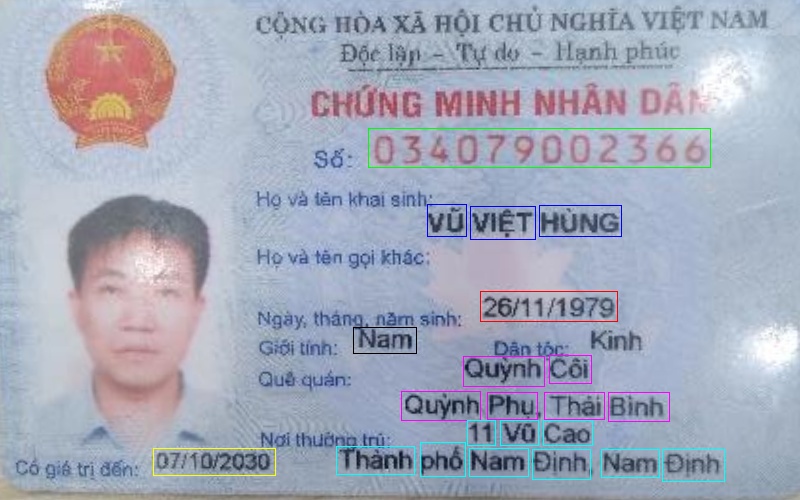 CỘNG HÒA XÃ HỘI CHỦ NGHĨA VIỆT NAM
Độc lập - Tự do - Hạnh phúc
CHỨNG MINH NHÂN DÂN
Số: 034079002366
Họ và tên khai sinh:
VŨ VIỆT HÙNG
Họ và tên gọi khác:
Ngày, tháng, năm sinh: 26/11/1979
Giới tính: Nam Dân tộc: Kinh
Quê quán: Quỳnh Côi
Quỳnh Phụ, Thái Bình
Nơi thường trú: 11 Vũ Cao
Có giá trị đến: 07/10/2030 Thành phố Nam Định, Nam Định